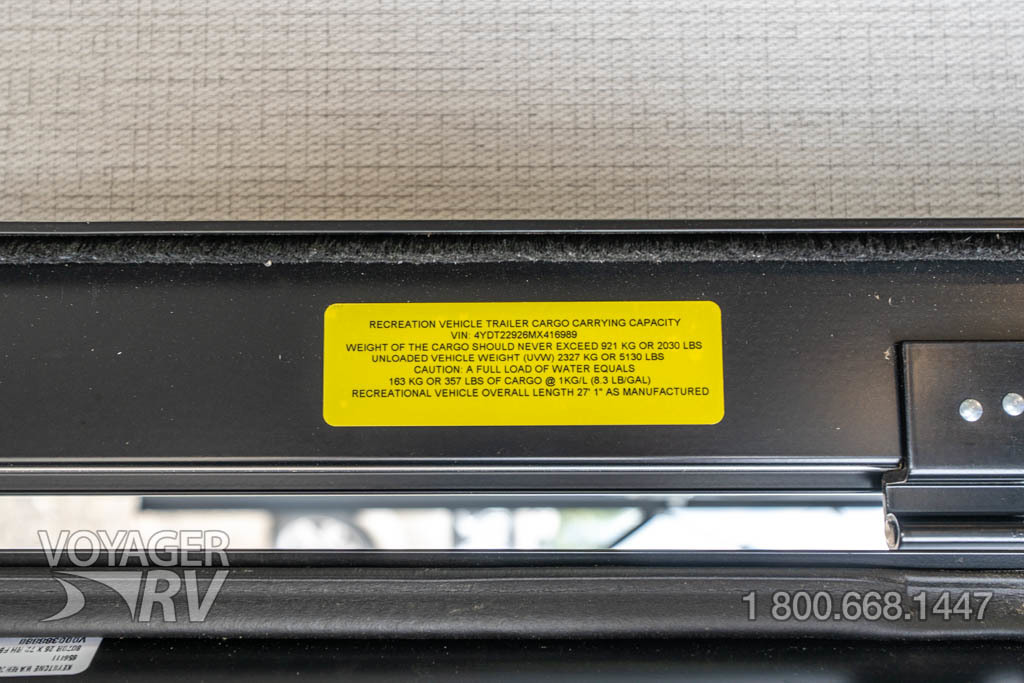 RECREATION VEHICLE TRAILER CARGO CARRYING CAPACITY
VIN: 4YDT22926MX416989
WEIGHT OF THE CARGO SHOULD NEVER EXCEED 921 KG OR 2030 LBS
UNLOADED VEHICLE WEIGHT (UVW) 2327 KG OR 5130 LBS
CAUTION: A FULL LOAD OF WATER EQUALS
163 KG OR 357 LBS OF CARGO @ 1KG/L (8.3 LB/GAL)
RECREATIONAL VEHICLE OVERALL LENGTH 27' 1" AS MANUFACTURED
VOYAGER
RV
1 800.668.1447